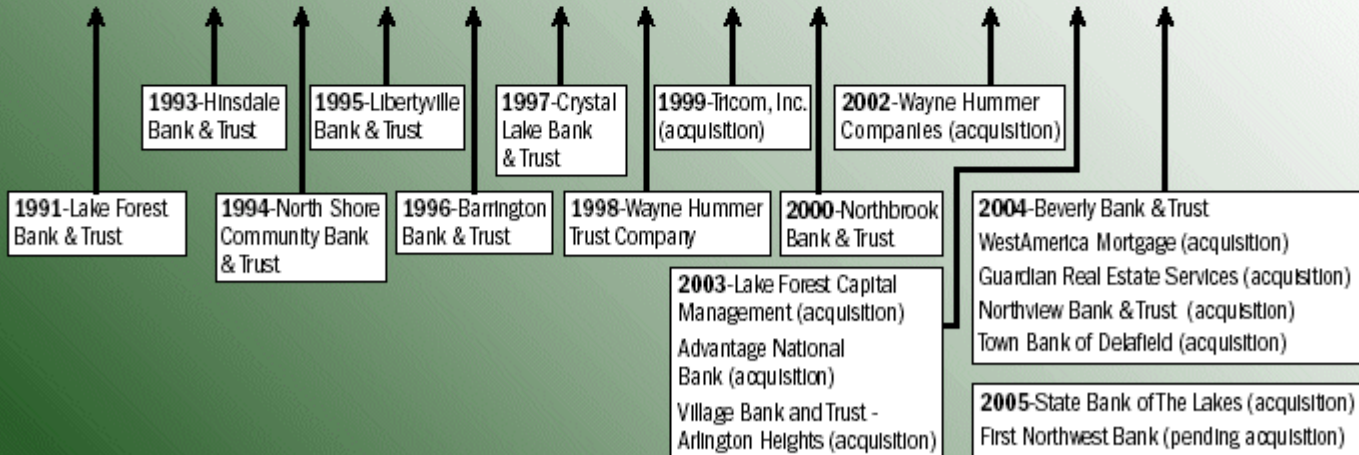 1993-Hinsdale
Bank & Trust
1995-Libertyville
Bank & Trust
1997-Crystal
Lake Bank
& Trust
1999-Tricom, Inc.
(acquisition)
2002-Wayne Hummer
Companies (acquisition)
1991-Lake Forest
Bank & Trust
1994-North Shore
Community Bank
& Trust
1996-Barrington
Bank & Trust
1998-Wayne Hummer
Trust Company
2000-Northbrook
Bank & Trust
2003-Lake Forest Capital
Management (acquisition)
Advantage National
Bank (acquisition)
Village Bank and Trust -
Arlington Heights (acquisition)
2004-Beverly Bank & Trust
WestAmerica Mortgage (acquisition)
Guardian Real Estate Services (acquisition)
Northview Bank & Trust (acquisition)
Town Bank of Delafield (acquisition)
2005-State Bank of The Lakes (acquisition)
First Northwest Bank (pending acquisition)